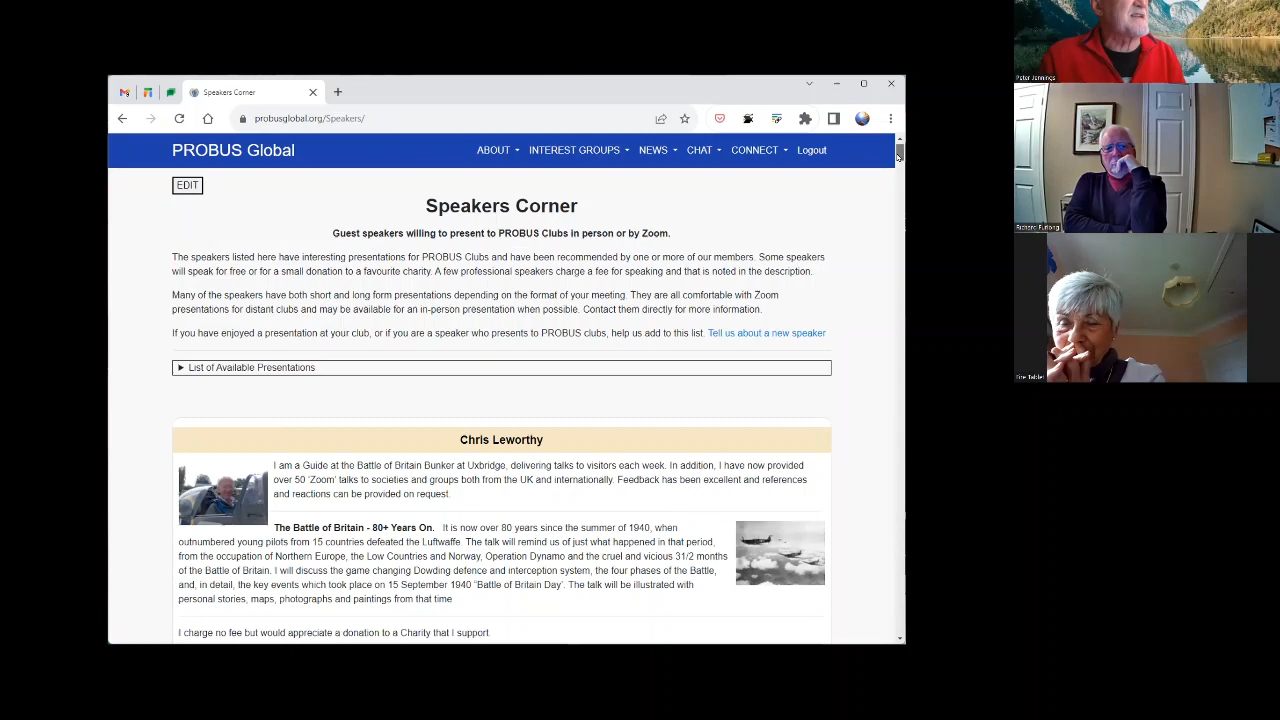 Speakers Corner
probusglobal.org/Speakers/
PROBUS Global
ABOUT
INTEREST GROUPS
NEWS
CHAT
CONNECT
Logout
EDIT
Speakers Corner
Guest speakers willing to present to PROBUS Clubs in person or by Zoom.
The speakers listed here have interesting presentations for PROBUS Clubs and have been recommended by one or more of our members. Some speakers
will speak for free or for a small donation to a favourite charity. A few professional speakers charge a fee for speaking and that is noted in the description.
Many of the speakers have both short and long form presentations depending on the format of your meeting. They are all comfortable with Zoom
presentations for distant clubs and may be available for an in-person presentation when possible. Contact them directly for more information.
If you have enjoyed a presentation at your club, or if you are a speaker who presents to PROBUS clubs, help us add to this list. Tell us about a new speaker
List of Available Presentations
Chris Leworthy
I am a Guide at the Battle of Britain Bunker at Uxbridge, delivering talks to visitors each week. In addition, I have now provided
over 50 'Zoom' talks to societies and groups both from the UK and internationally. Feedback has been excellent and references
and reactions can be provided on request.
The Battle of Britain - 80+ Years On. It is now over 80 years since the summer of 1940, when
outnumbered young pilots from 15 countries defeated the Luftwaffe. The talk will remind us of just what happened in that period,
from the occupation of Northern Europe, the Low Countries and Norway, Operation Dynamo and the cruel and vicious 31/2 months
of the Battle of Britain. I will discuss the game changing Dowding defence and interception system, the four phases of the Battle,
and, in detail, the key events which took place on 15 September 1940 "Battle of Britain Day'. The talk will be illustrated with
personal stories, maps, photographs and paintings from that time
I charge no fee but would appreciate a donation to a Charity that I support.
Peter Jennings
Richard Furlong
Fire Tablet